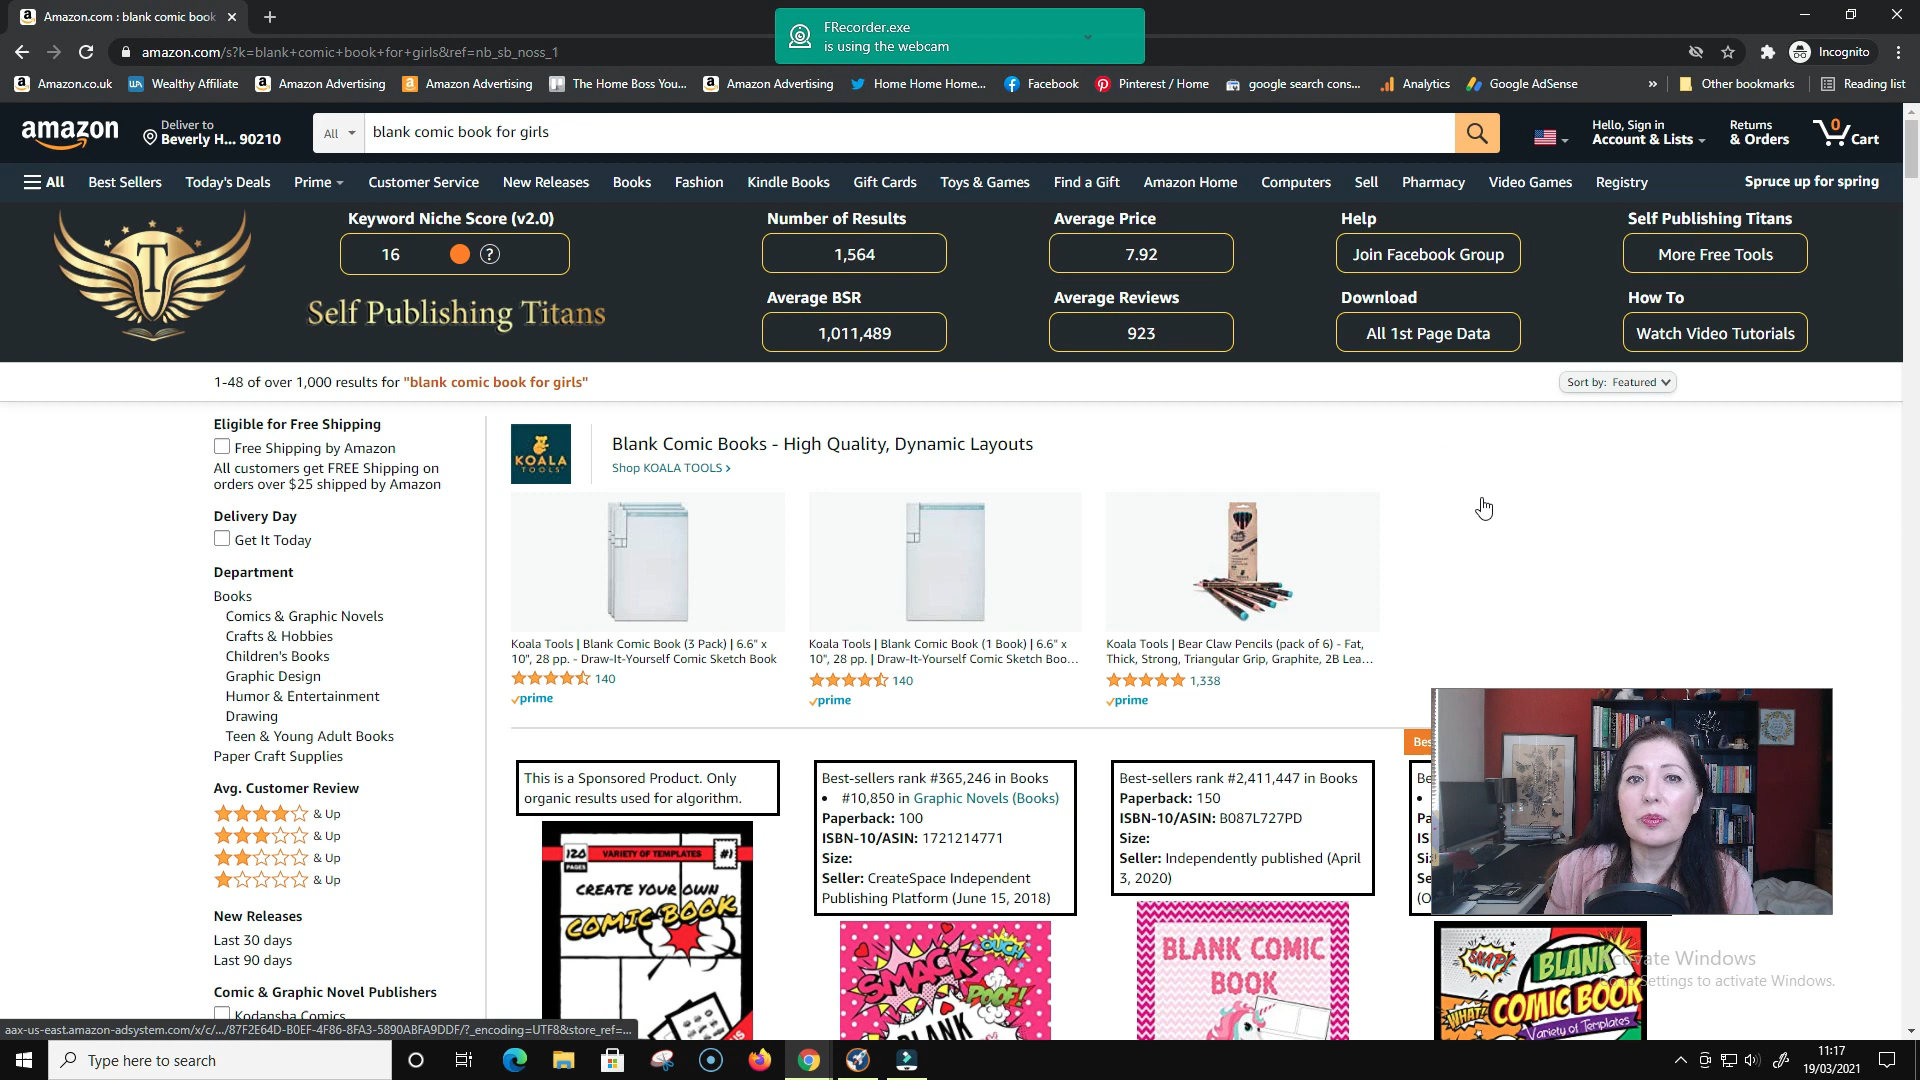 Amazon.com : blank comic book
FRecorder.exe
is using the webcam
amazon.com/s?k=blank+comic+book+for+girls&ref=nb_sb_noss_1
Incognito
Amazon.co.uk
Wealthy Affiliate
Amazon Advertising
Amazon Advertising
The Home Boss You...
Amazon Advertising
Home Home Home...
Facebook
Pinterest / Home
google search cons...
Analytics
Google AdSense
»
Other bookmarks
Reading list
amazon
Deliver to
Beverly H... 90210
All
blank comic book for girls
Hello, Sign in
Account & Lists
Returns
& Orders
0
Cart
All
Best Sellers
Today's Deals
Prime
Customer Service
New Releases
Books
Fashion
Kindle Books
Gift Cards
Toys & Games
Find a Gift
Amazon Home
Computers
Sell
Pharmacy
Video Games
Registry
Spruce up for spring
T
Self Publishing Titans
Keyword Niche Score (v2.0)
16
?
Number of Results
1,564
Average Price
7.92
Help
Join Facebook Group
Self Publishing Titans
More Free Tools
Average BSR
1,011,489
Average Reviews
923
Download
All 1st Page Data
How To
Watch Video Tutorials
1-48 of over 1,000 results for "blank comic book for girls"
Sort by: Featured
Eligible for Free Shipping
Free Shipping by Amazon
All customers get FREE Shipping on
orders over $25 shipped by Amazon
Delivery Day
Get It Today
Department
Books
Comics & Graphic Novels
Crafts & Hobbies
Children's Books
Graphic Design
Humor & Entertainment
Drawing
Teen & Young Adult Books
Paper Craft Supplies
Avg. Customer Review
& Up
& Up
& Up
& Up
New Releases
Last 30 days
Last 90 days
Comic & Graphic Novel Publishers
Kodansha Comics
KOALA
TOOLS
Blank Comic Books - High Quality, Dynamic Layouts
Shop KOALA TOOLS ›
Koala Tools | Blank Comic Book (3 Pack) | 6.6" x
10", 28 pp. - Draw-It-Yourself Comic Sketch Book
140
prime
Koala Tools | Blank Comic Book (1 Book) | 6.6" x
10", 28 pp. | Draw-It-Yourself Comic Sketch Boo...
140
prime
Koala Tools | Bear Claw Pencils (pack of 6) - Fat,
Thick, Strong, Triangular Grip, Graphite, 2B Lea...
1,338
prime
This is a Sponsored Product. Only
organic results used for algorithm.
120
PAGES
VARIETY OF TEMPLATES
#1
CREATE YOUR OWN
COMIC BOOK
Best-sellers rank #365,246 in Books
#10,850 in Graphic Novels (Books)
Paperback: 100
ISBN-10/ASIN: 1721214771
Size:
Seller: CreateSpace Independent
Publishing Platform (June 15, 2018)
SMACK
OUCH
POOF!
BLANK
Best-sellers rank #2,411,447 in Books
Paperback: 150
ISBN-10/ASIN: B087L727PD
Size:
Seller: Independently published (April
3, 2020)
BLANK COMIC
BOOK
Bes
Be
Pa
IS
Siz
Se
(O
SNAP!
BLANK
WHAT?
COMIC BOOK
Variety of Templates
Activate Windows
Settings to activate Windows.
aax-us-east.amazon-adsystem.com/x/c/.../87F2E64D-B0EF-4F86-8FA3-5890ABFA9DDF/?_encoding=UTF8&store_ref=...
Type here to search
11:17
19/03/2021